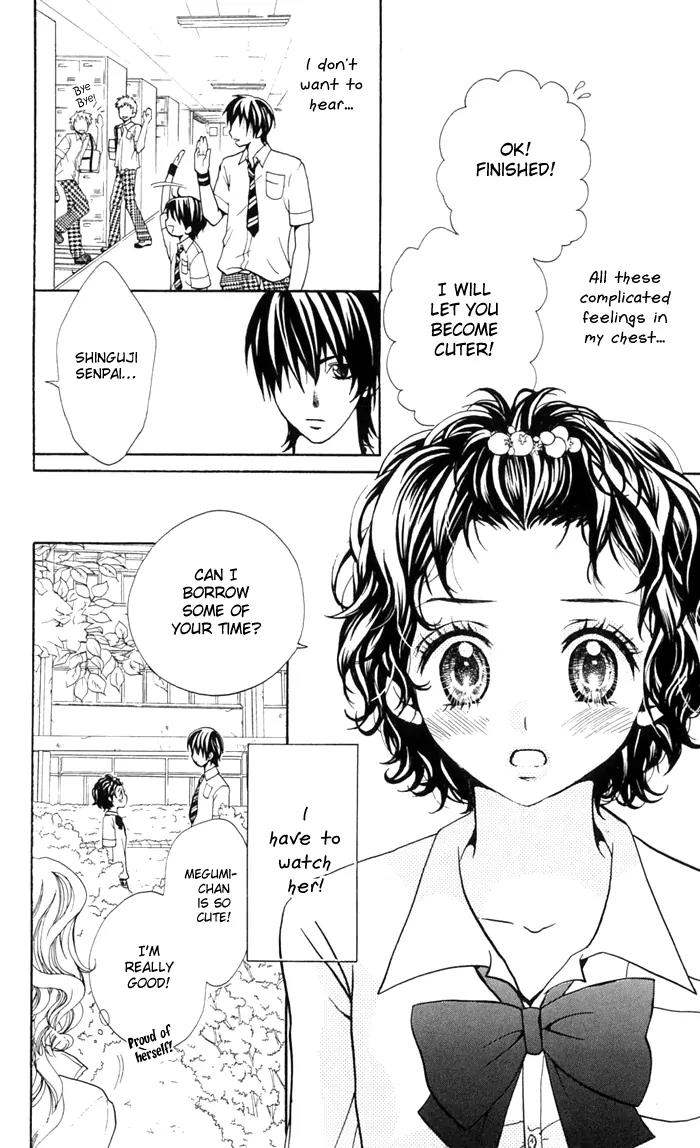 OK!
FINISHED!
All these
complicated
feelings in
my chest...
I WILL
LET YOU
BECOME
CUTER!
I don't
want to
hear...
Bye
Bye!
SHINGUJI
SENPAI...
CAN I
BORROW
SOME OF
YOUR TIME?
I
have to
watch
her!
MEGUMI-
CHAN
IS SO
CUTE!
I'M
REALLY
GOOD!
Proud of
herself!